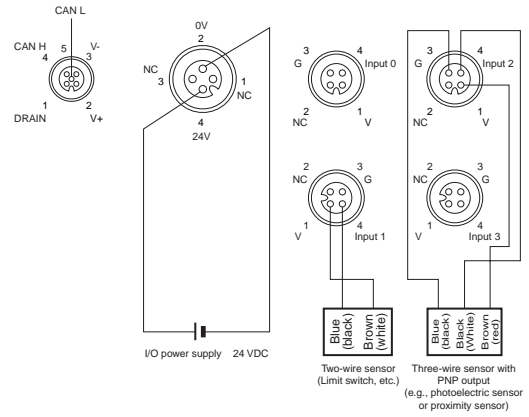 CAN L
CAN H
4
5
V-
3
1
DRAIN
2
V+
0V
2
NC
3
1
NC
4
24V
I/O power supply 24 VDC
3
G
4
Input 0
2
NC
1
V
3
G
4
Input 2
2
NC
1
V
2
NC
3
G
1
V
4
Input 1
2
NC
3
G
1
V
4
Input 3
Blue
(black)
Brown
(white)
Two-wire sensor
(Limit switch, etc.)
Blue
(black)
Black
(White)
Brown
(red)
Three-wire sensor with
PNP output
(e.g., photoelectric sensor
or proximity sensor)